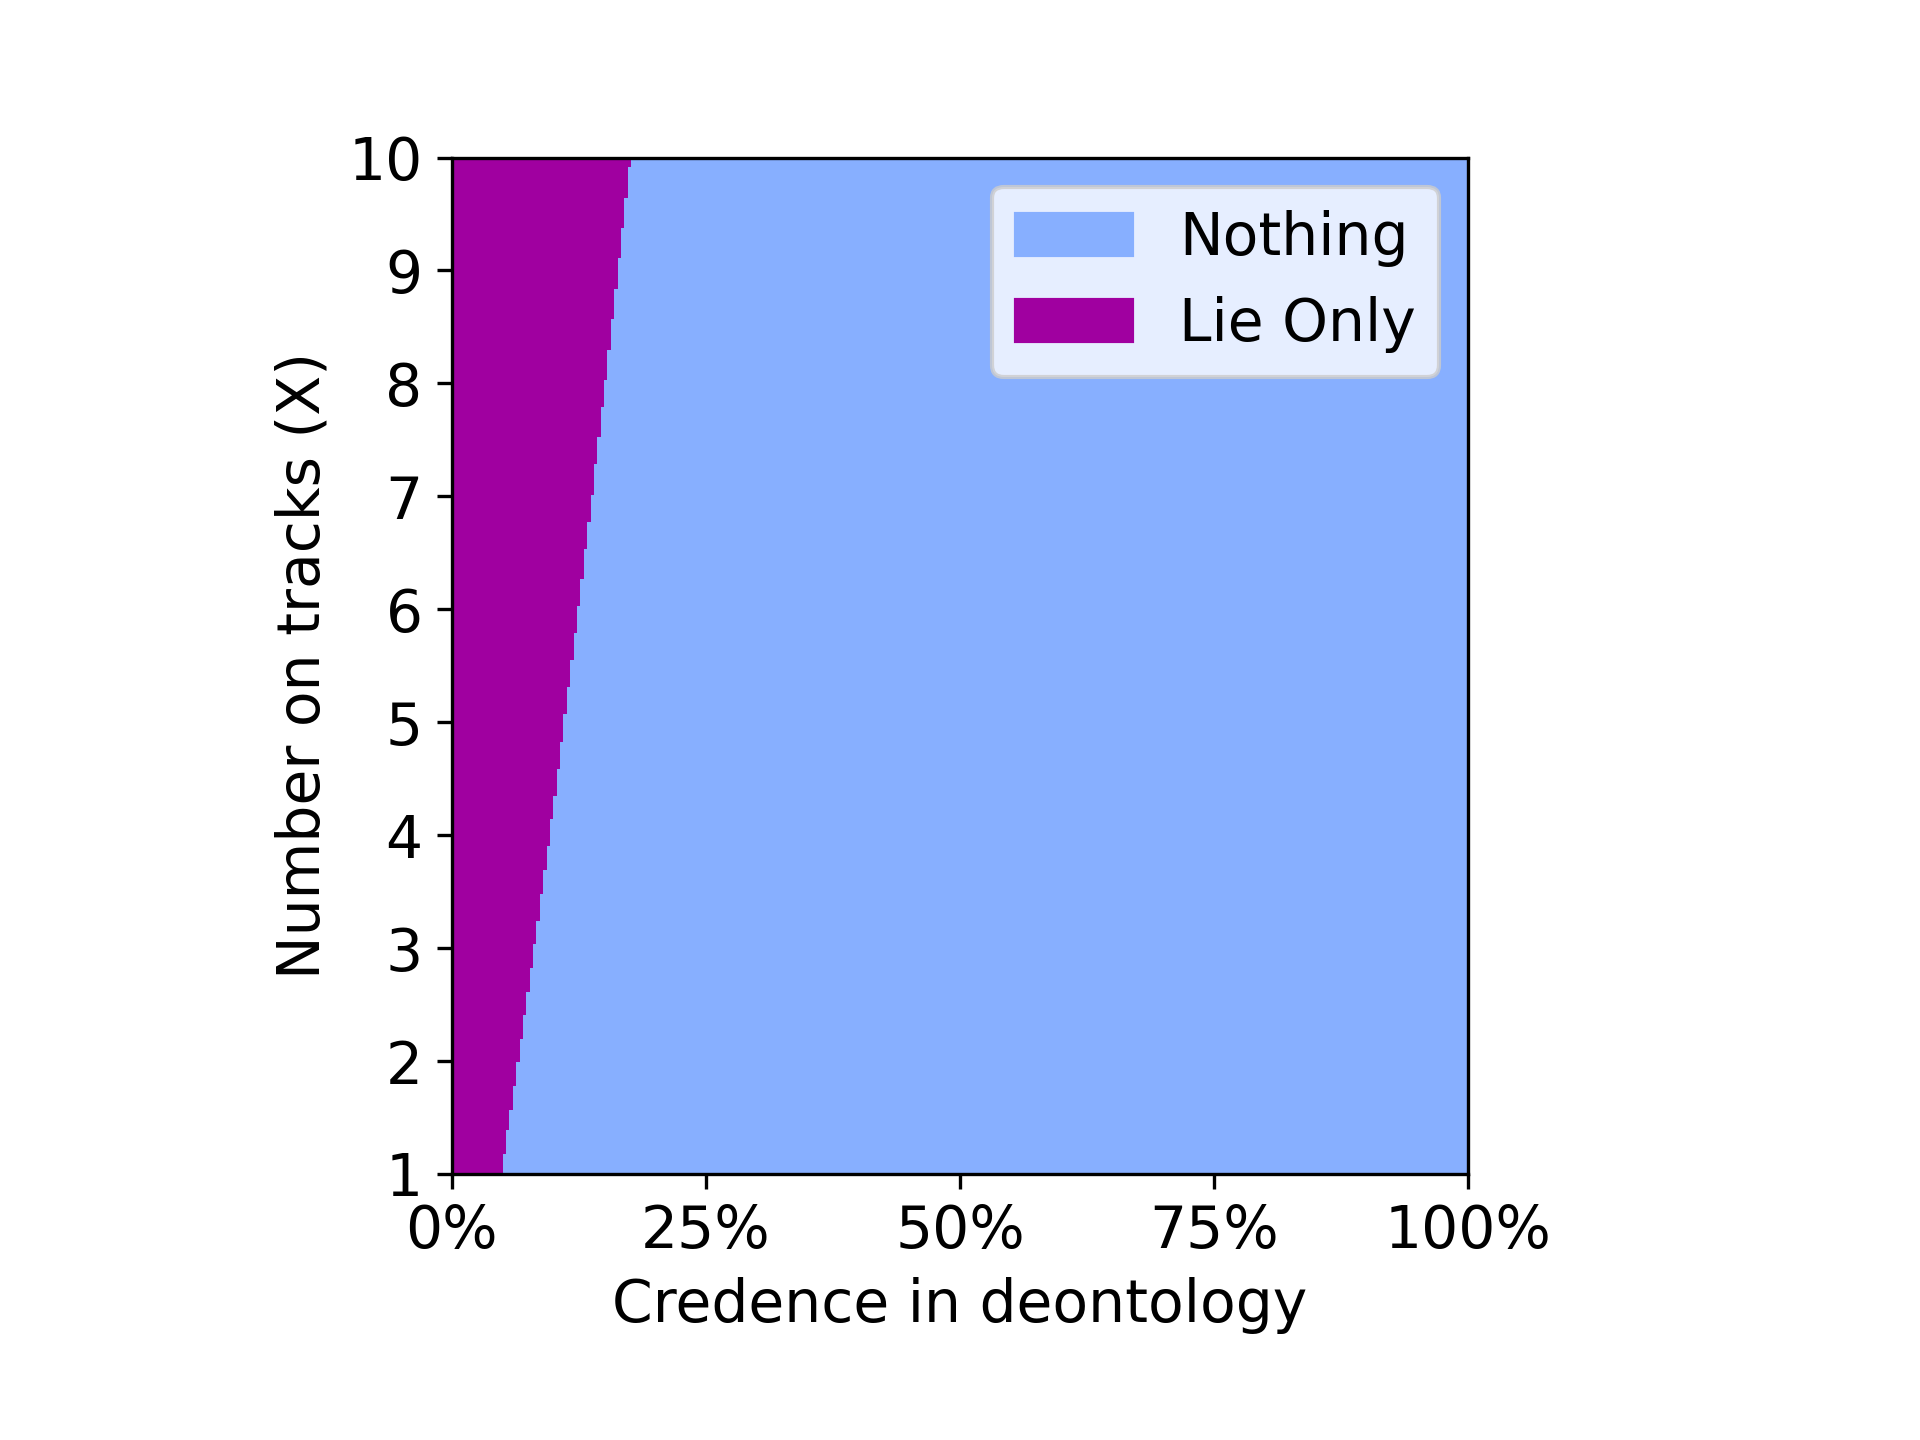 10
9
8
7
6
5
4
3
2
1
Number on tracks (X)
Nothing
Lie Only
0% 25% 50% 75% 100%
Credence in deontology